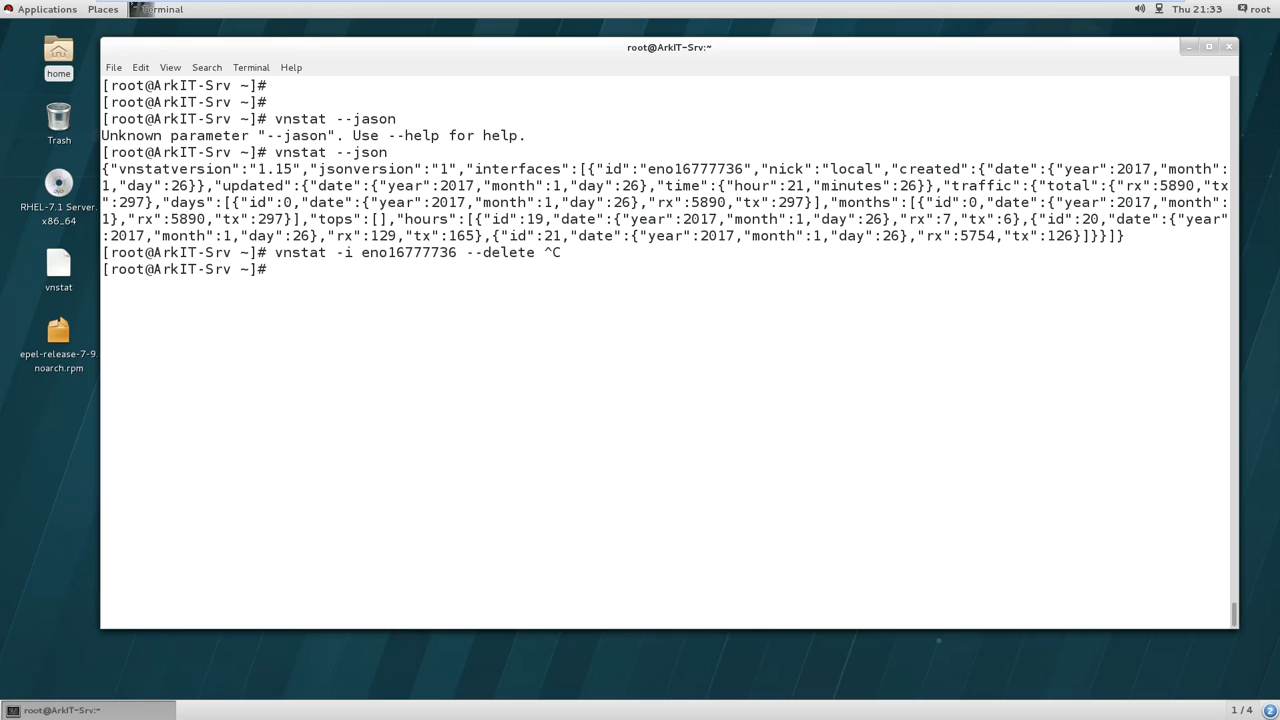 Applications Places Terminal Thu 21:33 root
root@ArkIT-Srv:~
File Edit View Search Terminal Help
[root@ArkIT-Srv ~]#
[root@ArkIT-Srv ~]#
[root@ArkIT-Srv ~]# vnstat --jason
Unknown parameter "--jason". Use --help for help.
[root@ArkIT-Srv ~]# vnstat --json
{"vnstatversion":"1.15","jsonversion":"1","interfaces":[{"id":"eno16777736","nick":"local","created":{"date":{"year":2017,"month":
1,"day":26}},"updated":{"date":{"year":2017,"month":1,"day":26},"time":{"hour":21,"minutes":26}},"traffic":{"total":{"rx":5890,"tx
":297},"days":[{"id":0,"date":{"year":2017,"month":1,"day":26},"rx":5890,"tx":297}],"months":[{"id":0,"date":{"year":2017,"month":
1},"rx":5890,"tx":297}],"tops":[],"hours":[{"id":19,"date":{"year":2017,"month":1,"day":26},"rx":7,"tx":6},{"id":20,"date":{"year"
:2017,"month":1,"day":26},"rx":129,"tx":165},{"id":21,"date":{"year":2017,"month":1,"day":26},"rx":5754,"tx":126}]}}]}
[root@ArkIT-Srv ~]# vnstat -i eno16777736 --delete ^C
[root@ArkIT-Srv ~]#
home
Trash
RHEL-7.1 Server.
x86_64
vnstat
epel-release-7-9.
noarch.rpm
root@ArkIT-Srv:~
1 / 4 2